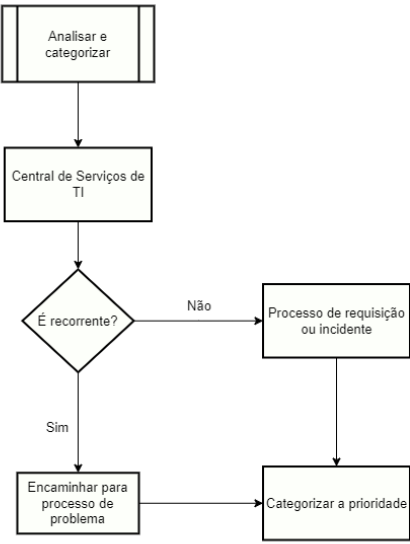 Analisar e
categorizar
Central de Serviços de
TI
É recorrente?
Não
Processo de requisição
ou incidente
Sim
Encaminhar para
processo de
problema
Categorizar a prioridade